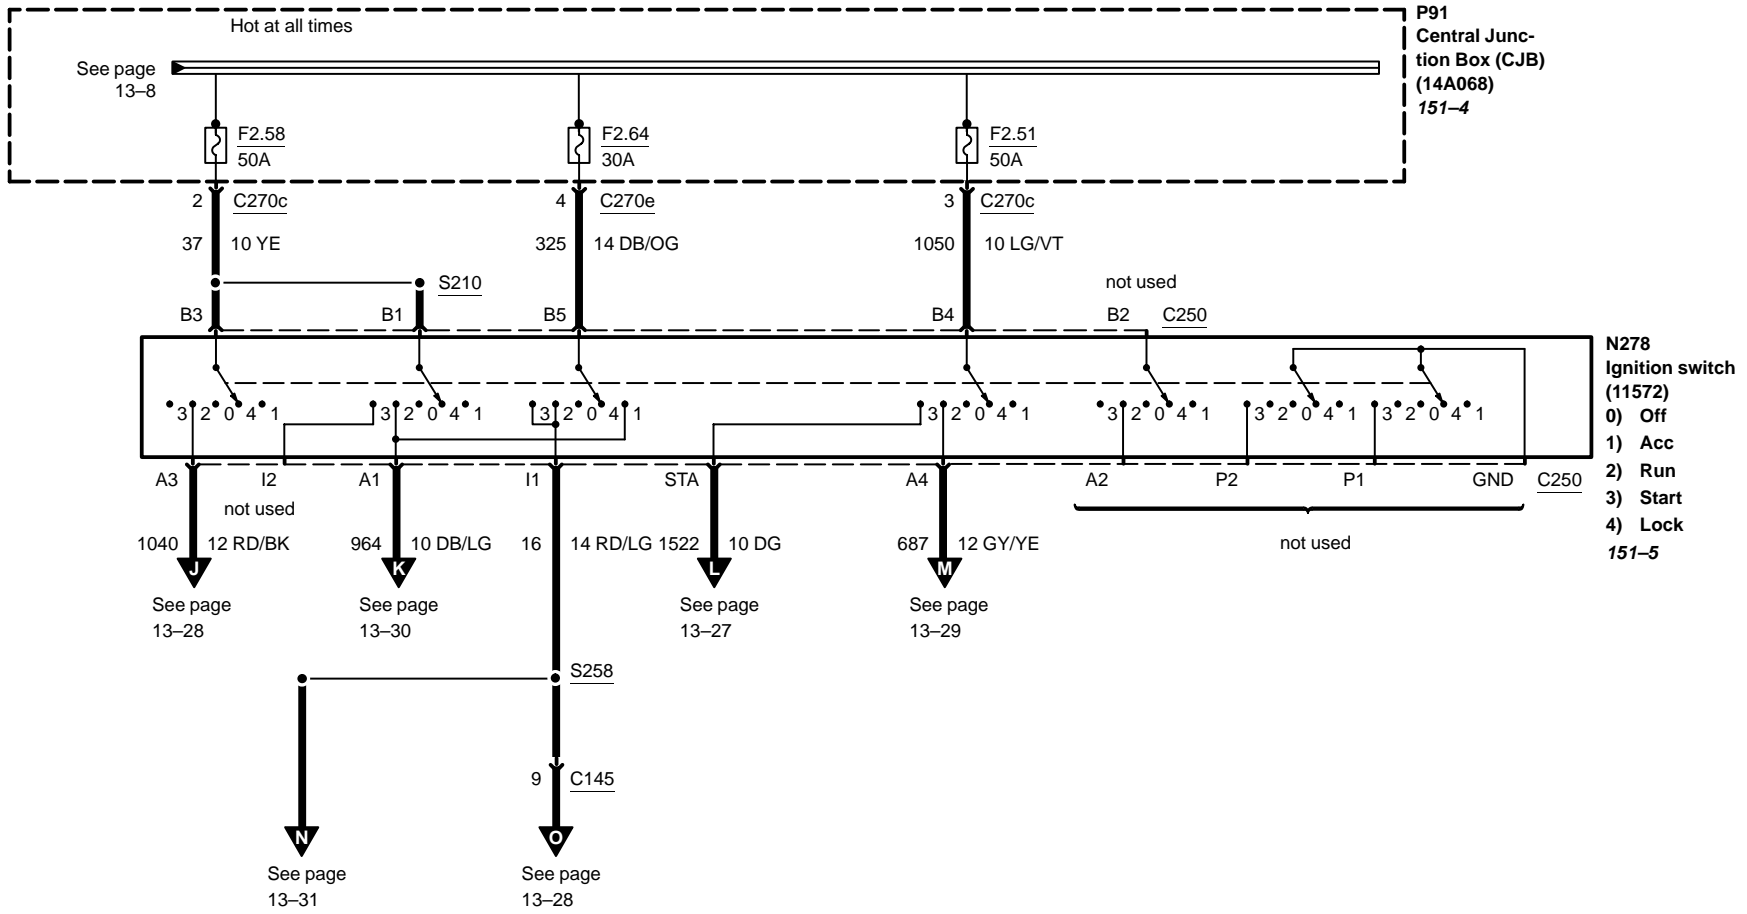 Hot at all times
P91
Central Junc-
tion Box (CJB)
(14A068)
151–4
See page
13–8
F2.58
50A
F2.64
30A
F2.51
50A
2 C270c
4 C270e
3 C270c
37 10 YE
325 14 DB/OG
1050 10 LG/VT
S210
not used
B3 B1 B5 B4 B2 C250
N278
Ignition switch
(11572)
0) Off
1) Acc
2) Run
3) Start
4) Lock
151–5
3 2 0 4 1 3 2 0 4 1 3 2 0 4 1 3 2 0 4 1 3 2 0 4 1 3 2 0 4 1 3 2 0 4 1
A3 I2 A1 I1 STA A4 A2 P2 P1 GND C250
not used
not used
1040 12 RD/BK 964 10 DB/LG 16 14 RD/LG 1522 10 DG 687 12 GY/YE
J K L M
See page
13–28
See page
13–30
See page
13–27
See page
13–29
S258
9 C145
N O
See page
13–31
See page
13–28